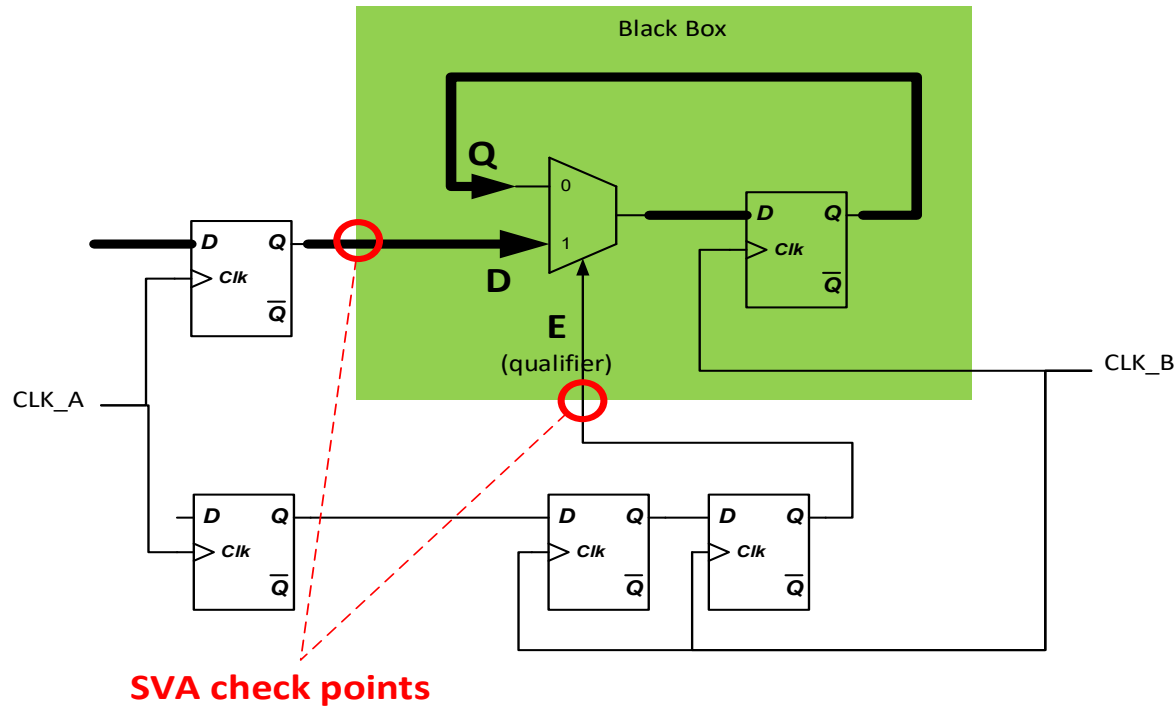 Black Box
Q
0
D Q
Clk
Q
1
D
D Q
Clk
Q
E
(qualifier)
CLK_A
CLK_B
D Q
Clk
Q
D Q
Clk
Q
D Q
Clk
Q
SVA check points